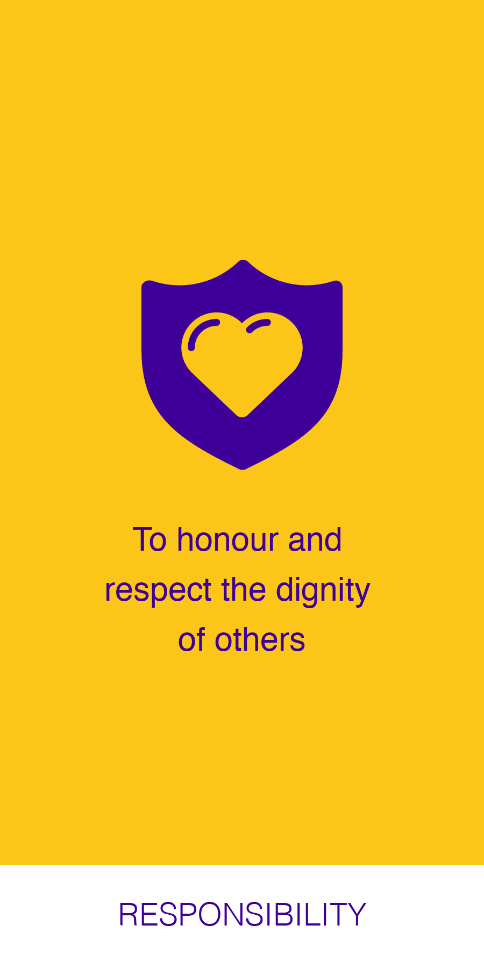 To honour and
respect the dignity
of others
RESPONSIBILITY